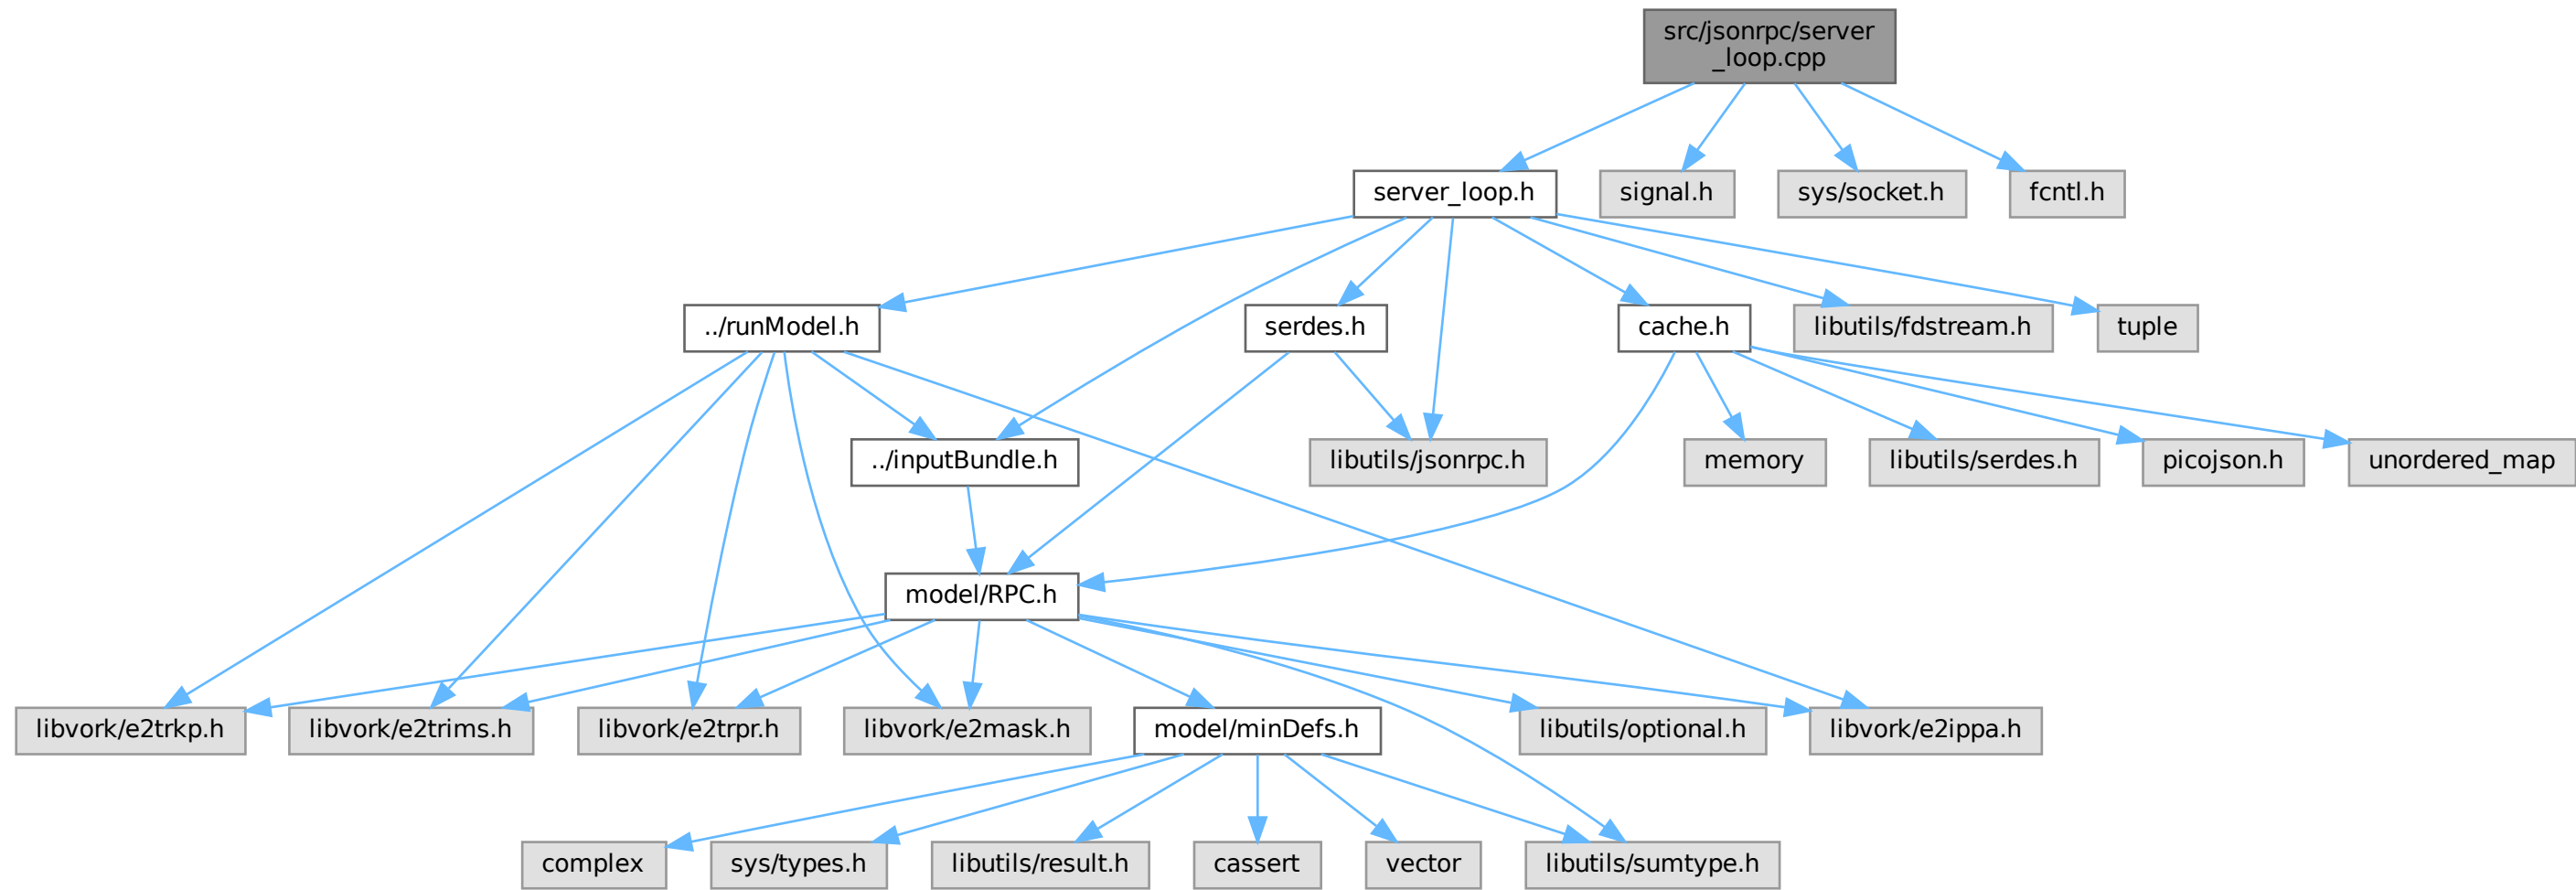 src/jsonrpc/server
_loop.cpp
server_loop.h
signal.h
sys/socket.h
fcntl.h
../runModel.h
serdes.h
cache.h
libutils/fdstream.h
tuple
../inputBundle.h
libutils/jsonrpc.h
memory
libutils/serdes.h
picojson.h
unordered_map
model/RPC.h
libvork/e2trkp.h
libvork/e2trims.h
libvork/e2trpr.h
libvork/e2mask.h
model/minDefs.h
libutils/optional.h
libvork/e2ippa.h
complex
sys/types.h
libutils/result.h
cassert
vector
libutils/sumtype.h